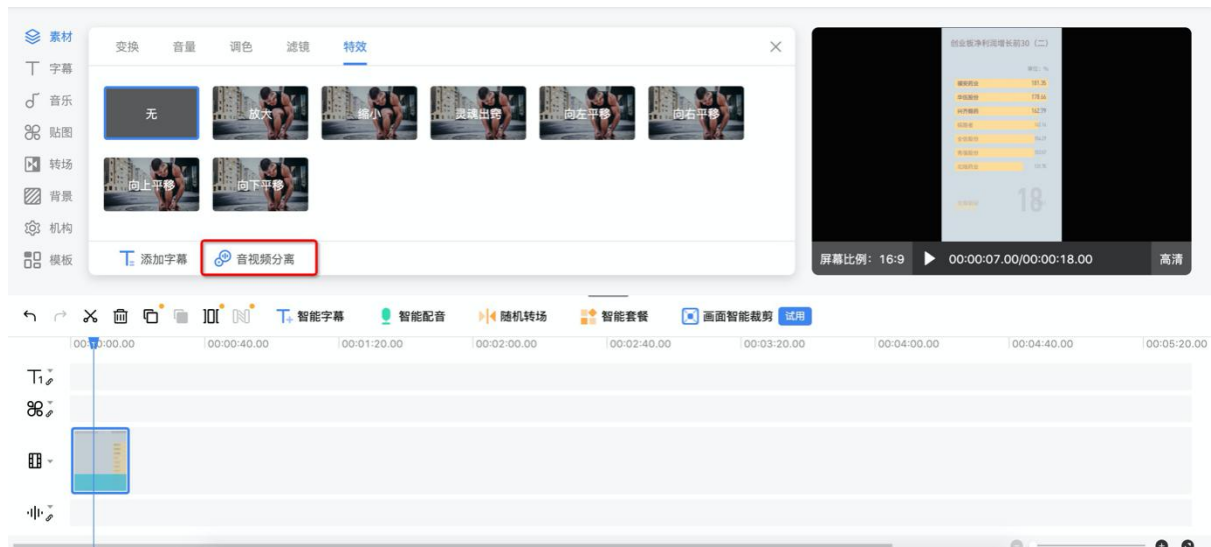 素材
字幕
音乐
贴图
转场
背景
机构
模板
变换 音量 调色 滤镜 特效
无 放大 缩小 灵魂出窍 向左平移 向右平移
向上平移 向下平移
添加字幕 音视频分离
创业板净利润增长前30（二）
18
屏幕比例：16:9 00:00:07.00/00:00:18.00 高清
智能字幕 智能配音 随机转场 智能套餐 画面智能裁剪 试用
00:00:40.00 00:01:20.00 00:02:00.00 00:02:40.00 00:03:20.00 00:04:00.00 00:04:40.00 00:05:20.00